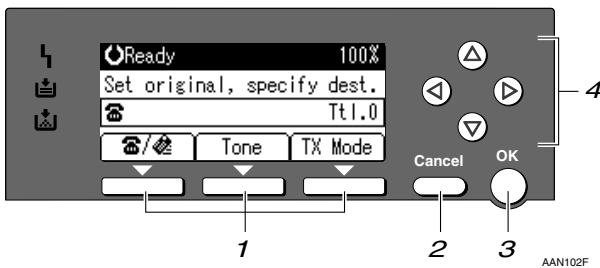 Ready 100%
Set original, specify dest.
Ttl.0
/ Tone TX Mode
Cancel OK
1 2 3 4
AAN102F